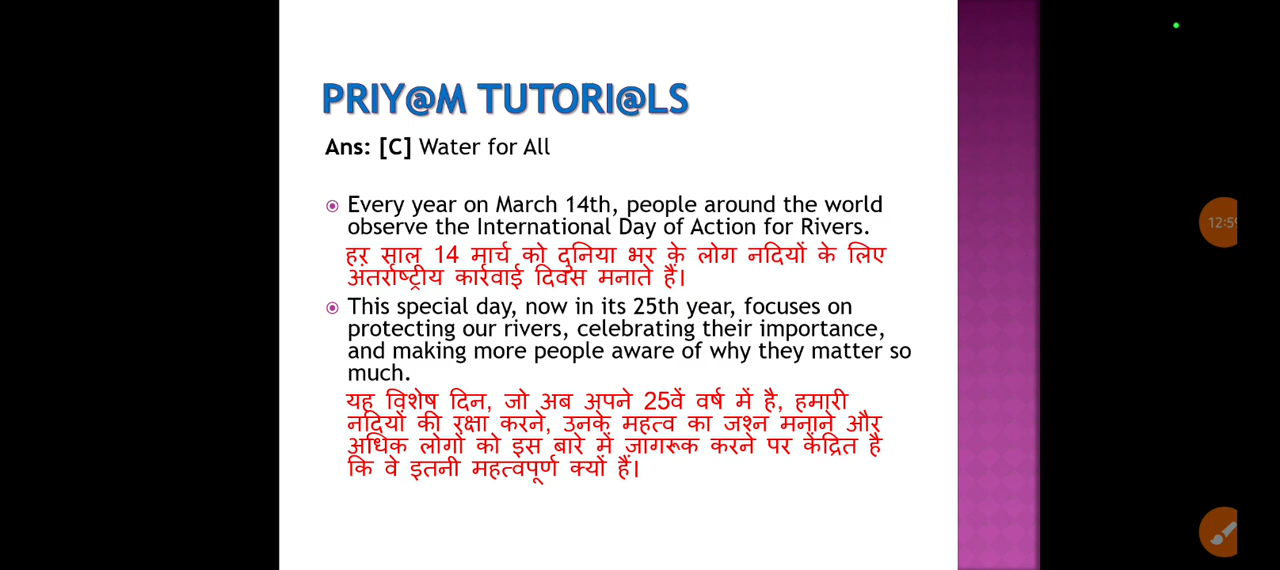 PRIY@M TUTORI@LS
Ans: [C] Water for All
Every year on March 14th, people around the world
observe the International Day of Action for Rivers.
हर साल 14 मार्च को दुनिया भर के लोग नदियों के लिए
अंतर्राष्ट्रीय कार्रवाई दिवस मनाते हैं।
This special day, now in its 25th year, focuses on
protecting our rivers, celebrating their importance,
and making more people aware of why they matter so
much.
यह विशेष दिन, जो अब अपने 25वें वर्ष में है, हमारी
नदियों की रक्षा करने, उनके महत्व का जश्न मनाने और
अधिक लोगों को इस बारे में जागरूक करने पर केंद्रित है
कि वे इतनी महत्वपूर्ण क्यों हैं।
12:59